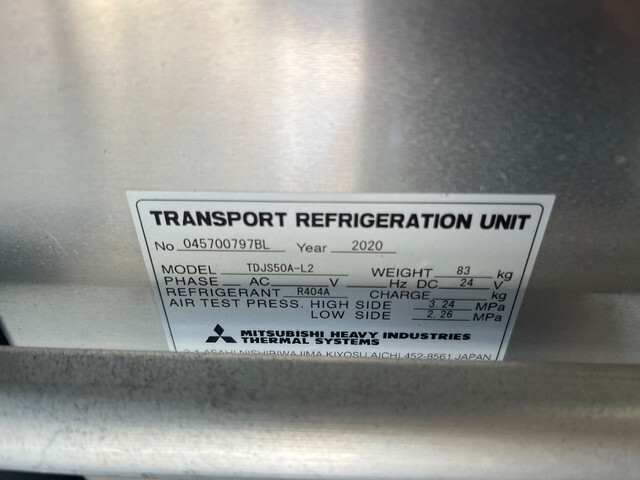 TRANSPORT REFRIGERATION UNIT
No 045700797BL Year 2020
MODEL TDJS50A-L2 WEIGHT 83 kg
PHASE AC V Hz DC 24 V
REFRIGERANT R404A CHARGE kg
AIR TEST PRESS. HIGH SIDE 3.24 MPa
LOW SIDE 2.26 MPa
MITSUBISHI HEAVY INDUSTRIES
THERMAL SYSTEMS
ASAHI,NISHIBIWAJIMA,KIYOSU,AICHI,452-8561,JAPAN